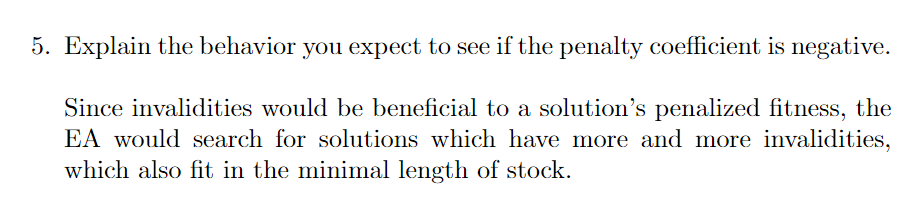 5. Explain the behavior you expect to see if the penalty coefficient is negative.
Since invalidities would be beneficial to a solution's penalized fitness, the
EA would search for solutions which have more and more invalidities,
which also fit in the minimal length of stock.